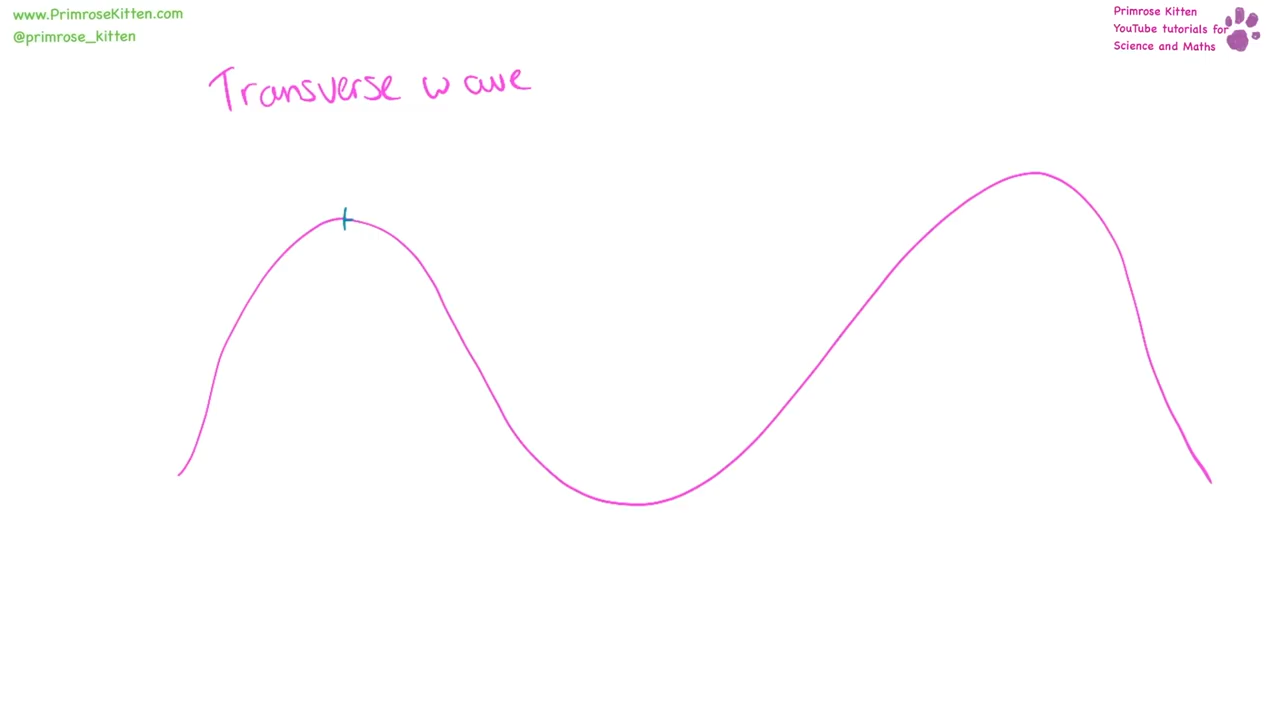 www.PrimroseKitten.com
@primrose_kitten
Primrose Kitten
YouTube tutorials for
Science and Maths
Transverse wave